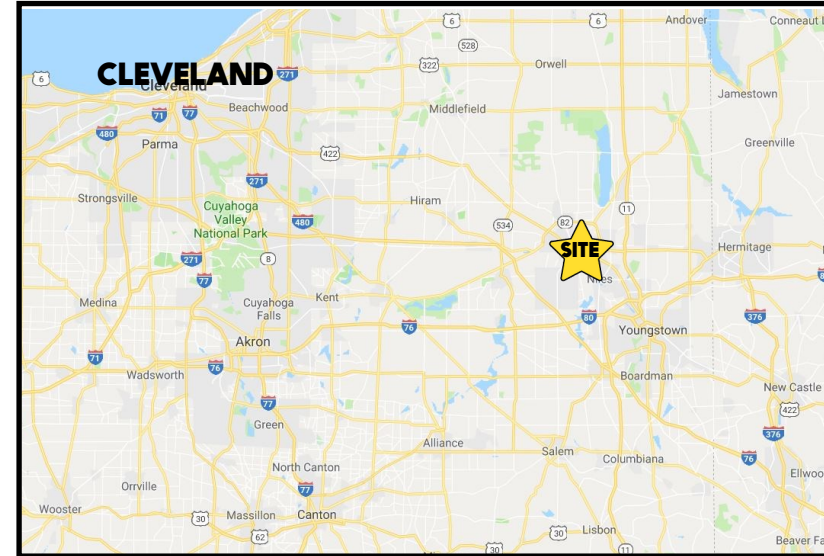 6
6
Andover
Conneaut L
528
CLEVELAND
271
322
Orwell
6
Cleveland
Jamestown
Beachwood
Middlefield
71
77
480
Parma
Greenville
422
271
Strongsville
Hiram
Cuyahoga
Valley
National Park
11
480
534
82
SITE
Hermitage
271
8
77
Niles
Medina
Cuyahoga
Falls
Kent
80
376
76
Youngstown
Akron
71
Wadsworth
76
Boardman
New Castle
77
422
Green
376
Alliance
Salem
Columbiana
76
North Canton
Ellwoo
Orrville
77
Wooster
30
Massillon
Canton
62
30
Lisbon
30
11
Beaver Fa